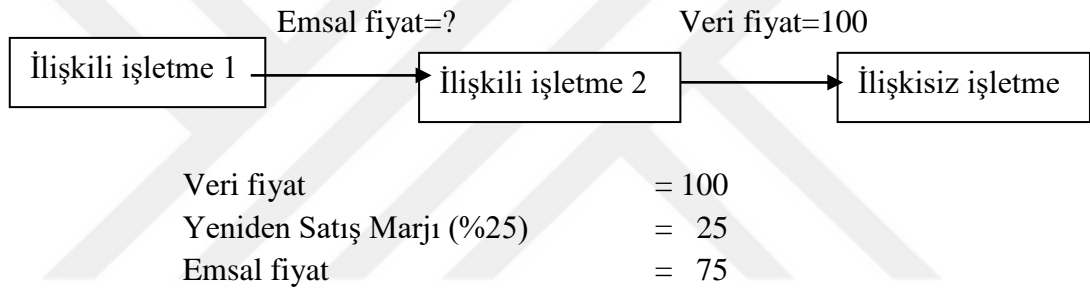 Emsal fiyat=? Veri fiyat=100
İlişkili işletme 1 İlişkili işletme 2 İlişkisiz işletme
Veri fiyat = 100
Yeniden Satış Marjı (%25) = 25
Emsal fiyat = 75